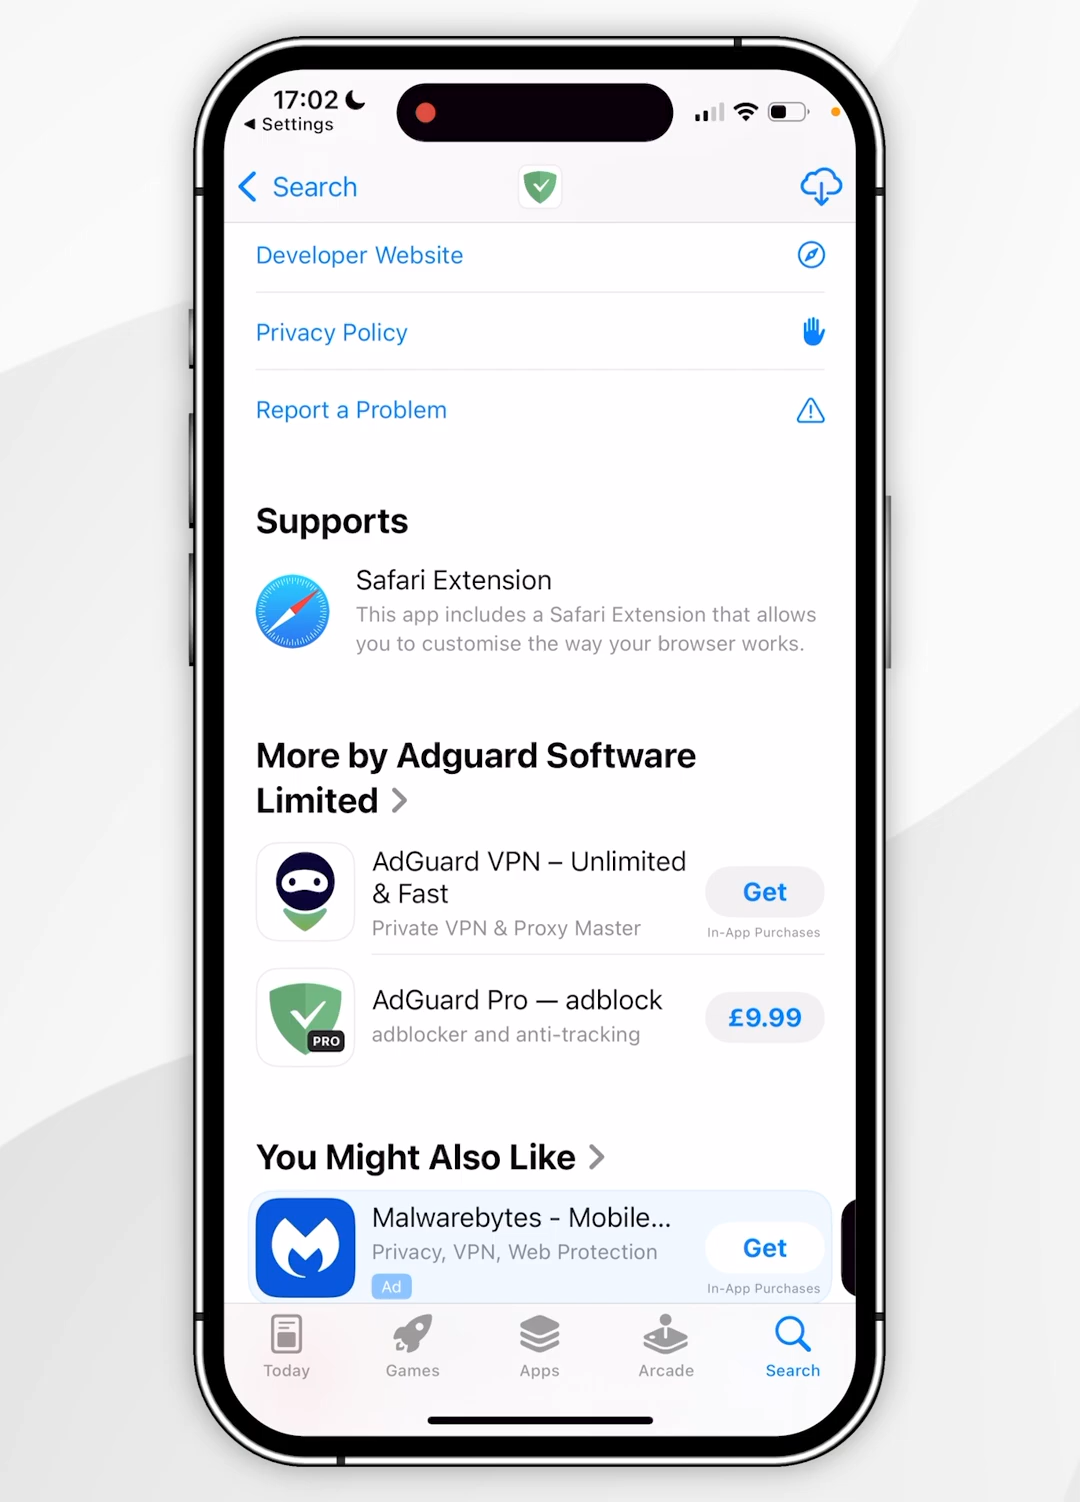 17:02
Settings
Search
Developer Website
Privacy Policy
Report a Problem
Supports
Safari Extension
This app includes a Safari Extension that allows
you to customise the way your browser works.
More by Adguard Software
Limited
AdGuard VPN – Unlimited
& Fast
Private VPN & Proxy Master
Get
In-App Purchases
AdGuard Pro — adblock
adblocker and anti-tracking
£9.99
PRO
You Might Also Like
Malwarebytes - Mobile...
Privacy, VPN, Web Protection
Ad
Get
In-App Purchases
Today
Games
Apps
Arcade
Search